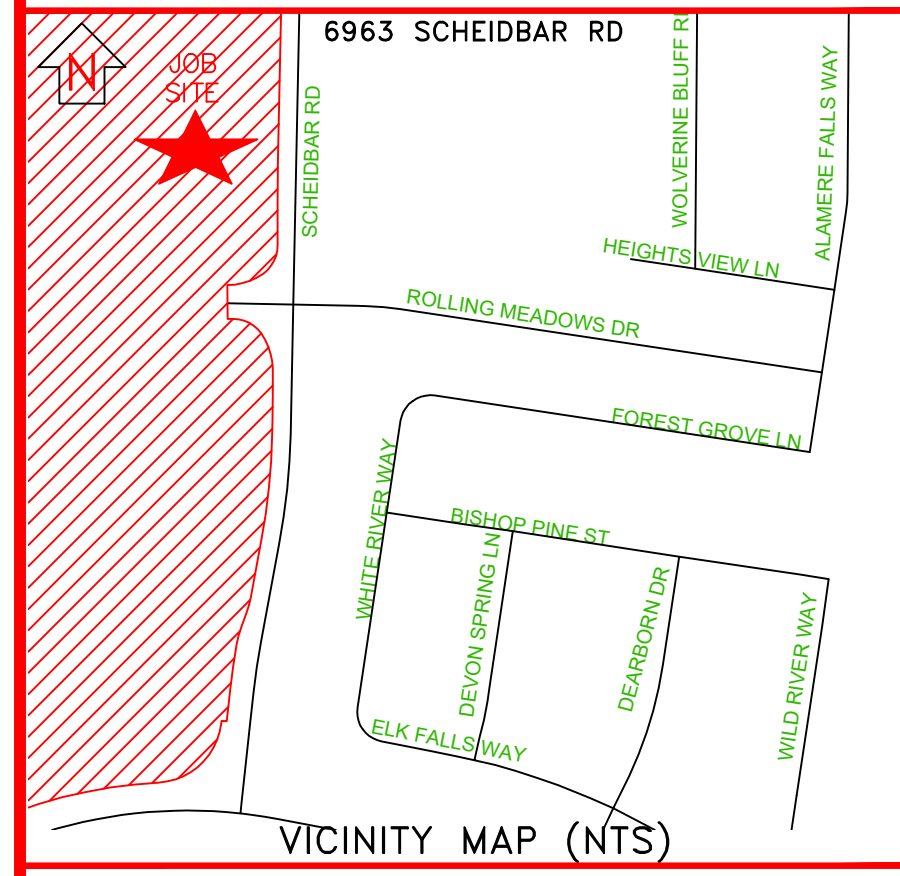 6963 SCHEIDBAR RD
N
JOB
SITE
SCHEIDBAR RD
WOLVERINE BLUFF
ALAMERE FALLS WAY
HEIGHTS VIEW LN
ROLLING MEADOWS DR
FOREST GROVE LN
WHITE RIVER WAY
BISHOP PINE ST
DEVON SPRING LN
DEARBORN DR
WILD RIVER WAY
ELK FALLS WAY
VICINITY MAP (NTS)